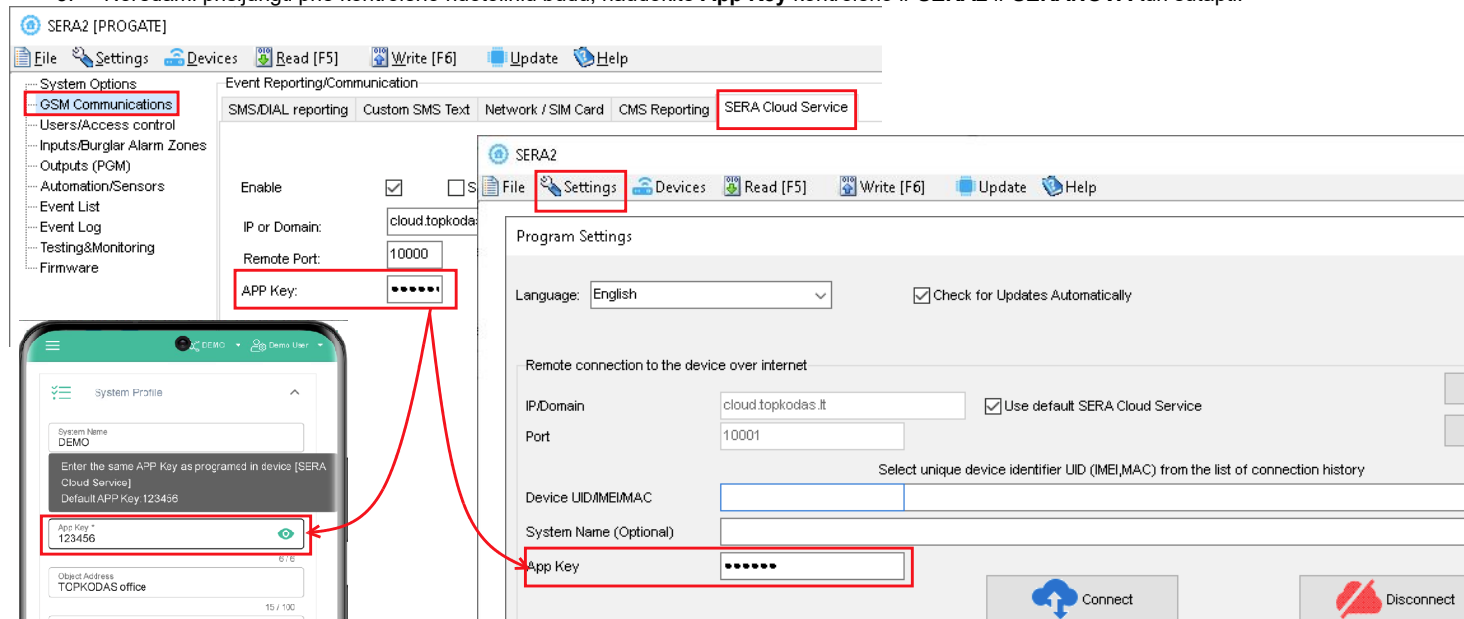 SERA2 [PROGATE]
File Settings Devices Read [F5] Write [F6] Update Help
System Options
GSM Communications
Users/Access control
Inputs/Burglar Alarm Zones
Outputs (PGM)
Automation/Sensors
Event List
Event Log
Testing&Monitoring
Firmware
Event Reporting/Communication
SMS/DIAL reporting Custom SMS Text Network / SIM Card CMS Reporting SERA Cloud Service
Enable
IP or Domain:
Remote Port: 10000
APP Key:
SERA2
File Settings Devices Read [F5] Write [F6] Update Help
Program Settings
Language: English Check for Updates Automatically
Remote connection to the device over internet
IP/Domain cloud.topkodas.lt Use default SERA Cloud Service
Port 10001
Select unique device identifier UID (IMEI,MAC) from the list of connection history
Device UID/IMEI/MAC
System Name (Optional)
App Key
Connect Disconnect
DEMO Demo User
System Profile
System Name
DEMO
Enter the same APP Key as programed in device [SERA
Cloud Service]
Default APP Key:123456
App Key *
123456
6 / 6
Object Address
TOPKODAS office
15 / 100